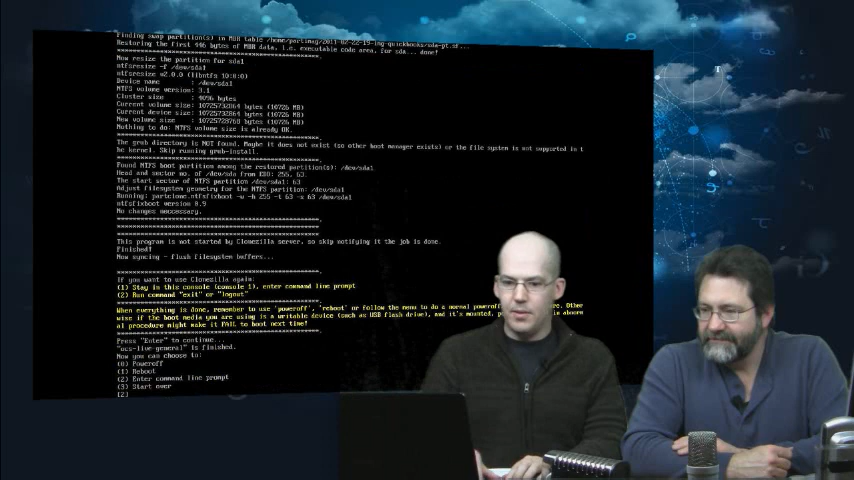 Finding swap partition(s) in MBR table /home/partimag/2011-02-22-19-img-quickbooks/sda-pt.sf...
Restoring the first 446 bytes of MBR data, i.e. executable code area, for sda... done!
*****************************************************.
Now resize the partition for sda1
ntfsresize -f /dev/sda1
ntfsresize v2.0.0 (libntfs 10:0:0)
Device name : /dev/sda1
NTFS volume version: 3.1
Cluster size : 4096 bytes
Current volume size: 10725732864 bytes (10726 MB)
Current device size: 10725732864 bytes (10726 MB)
New volume size : 10725728768 bytes (10726 MB)
Nothing to do: NTFS volume size is already OK.
*****************************************************.
The grub directory is NOT found. Maybe it does not exist (so other boot manager exists) or the file system is not supported in t
he kernel. Skip running grub-install.
*****************************************************.
Found NTFS boot partition among the restored partition(s): /dev/sda1
Head and sector no. of /dev/sda from EDD: 255, 63.
The start sector of NTFS partition /dev/sda1: 63
Adjust filesystem geometry for the NTFS partition: /dev/sda1
Running: partclone.ntfsfixboot -w -h 255 -t 63 -s 63 /dev/sda1
ntfsfixboot version 0.9
No changes neccessary.
*****************************************************.
*****************************************************
*****************************************************.
This program is not started by Clonezilla server, so skip notifying it the job is done.
Finished!
Now syncing - flush filesystem buffers...
*****************************************************.
If you want to use Clonezilla again:
(1) Stay in this console (console 1), enter command line prompt
(2) Run command "exit" or "logout"
*****************************************************
When everything is done, remember to use 'poweroff', 'reboot' or follow the menu to do a normal poweroff re. Other
wise if the boot media you are using is a writable device (such as USB flash drive), and it's mounted, in abnorm
al procedure might make it FAIL to boot next time!
*****************************************************.
Press "Enter" to continue...
"ocs-live-general" is finished.
Now you can choose to:
(0) Poweroff
(1) Reboot
(2) Enter command line prompt
(3) Start over
[2]